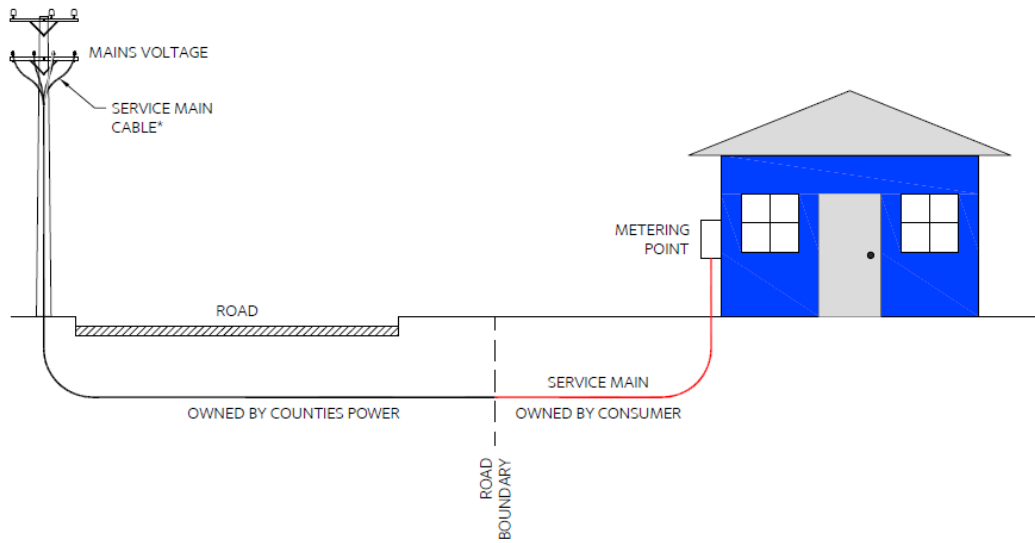 MAINS VOLTAGE
SERVICE MAIN
CABLE*
METERING
POINT
ROAD
SERVICE MAIN
OWNED BY COUNTIES POWER
OWNED BY CONSUMER
ROAD
BOUNDARY